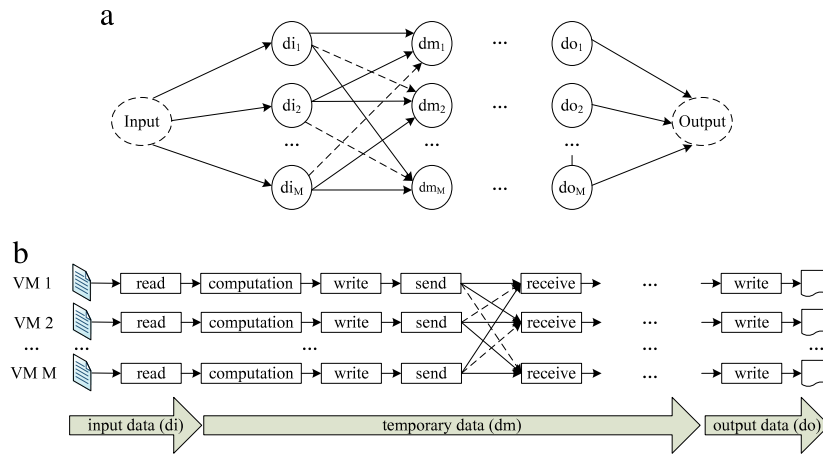 a
di1 dm1 ... do1
Input di2 dm2 ... do2 Output
... ... ...
diM dmM ... doM
b
VM 1 read computation write send receive ... write
VM 2 read computation write send receive ... write
... ... ... ... ...
VM M read computation write send receive ... write
input data (di) temporary data (dm) output data (do)